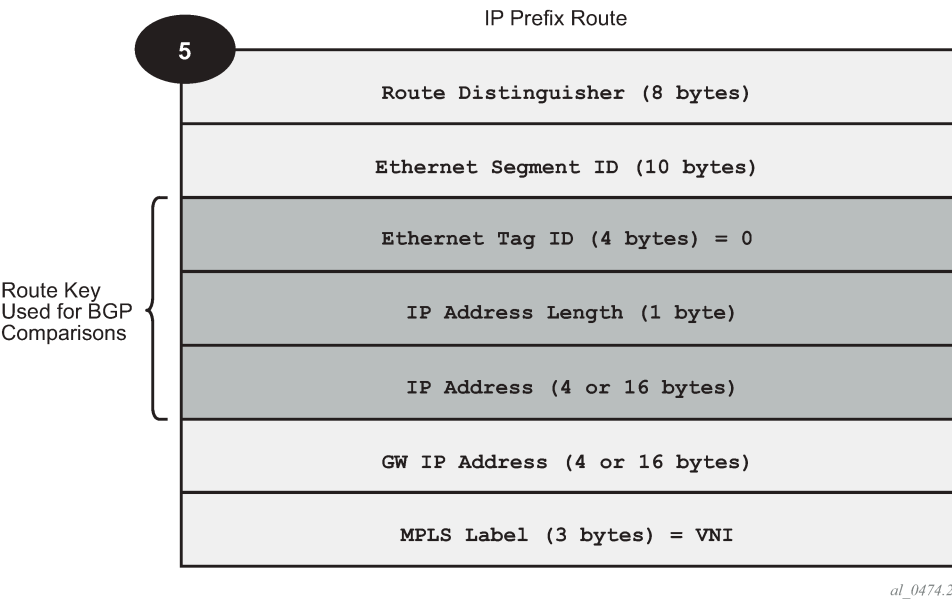 IP Prefix Route
5
Route Distinguisher (8 bytes)
Ethernet Segment ID (10 bytes)
Ethernet Tag ID (4 bytes) = 0
IP Address Length (1 byte)
IP Address (4 or 16 bytes)
GW IP Address (4 or 16 bytes)
MPLS Label (3 bytes) = VNI
Route Key
Used for BGP
Comparisons
al_0474.2